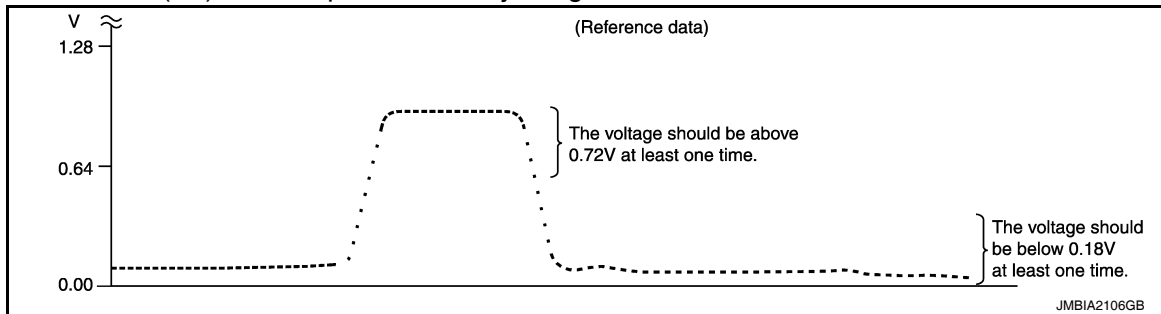 V
(Reference data)
1.28
The voltage should be above
0.72V at least one time.
0.64
The voltage should
be below 0.18V
at least one time.
0.00
JMBIA2106GB